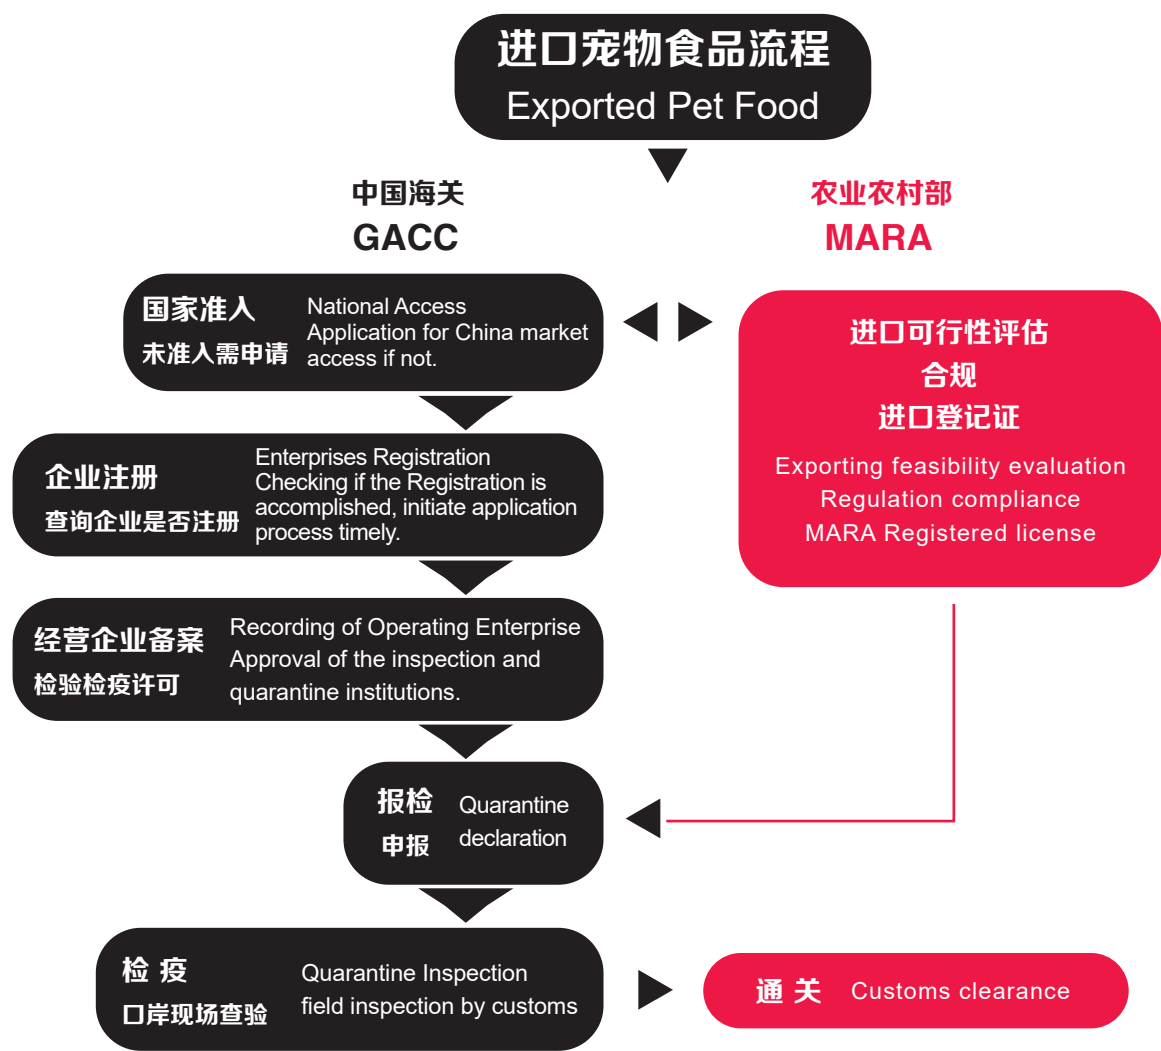 进口宠物食品流程
Exported Pet Food
中国海关
GACC
农业农村部
MARA
国家准入
未准入需申请
National Access
Application for China market
access if not.
进口可行性评估
合规
进口登记证
Exporting feasibility evaluation
Regulation compliance
MARA Registered license
企业注册
查询企业是否注册
Enterprises Registration
Checking if the Registration is
accomplished, initiate application
process timely.
经营企业备案
检验检疫许可
Recording of Operating Enterprise
Approval of the inspection and
quarantine institutions.
报检
申报
Quarantine
declaration
检 疫
口岸现场查验
Quarantine Inspection
field inspection by customs
通 关
Customs clearance